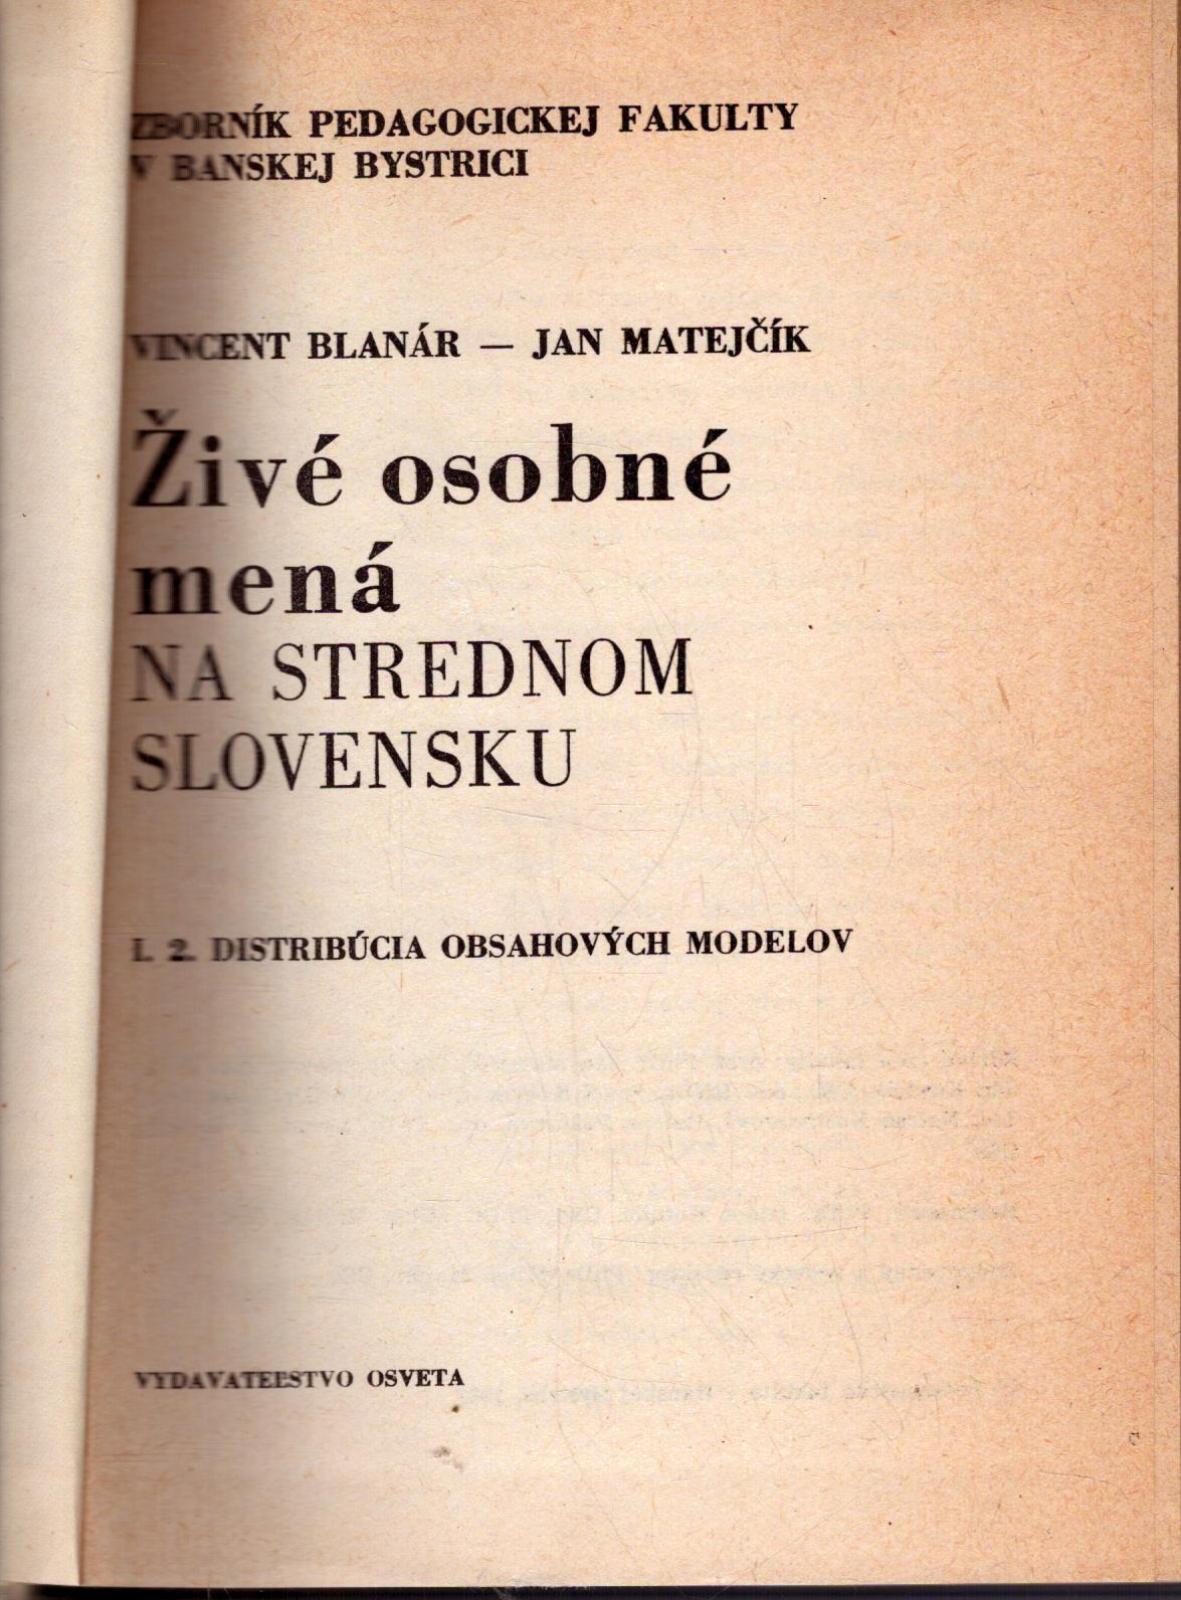 ZBORNÍK PEDAGOGICKEJ FAKULTY
V BANSKEJ BYSTRICI
VINCENT BLANÁR — JAN MATEJČÍK
Živé osobné
mená
NA STREDNOM
SLOVENSKU
I. 2. DISTRIBÚCIA OBSAHOVÝCH MODELOV
VYDAVATEĽSTVO OSVETA